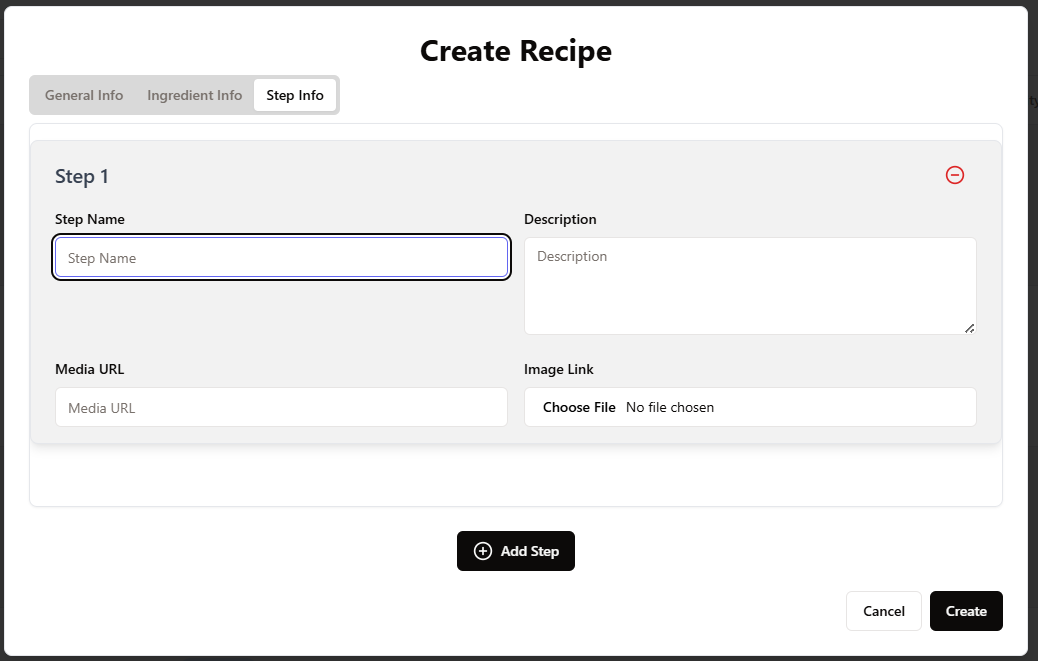 Create Recipe
General Info Ingredient Info Step Info
Step 1
Step Name Description
Step Name Description
Media URL Image Link
Media URL Choose File No file chosen
Add Step
Cancel Create